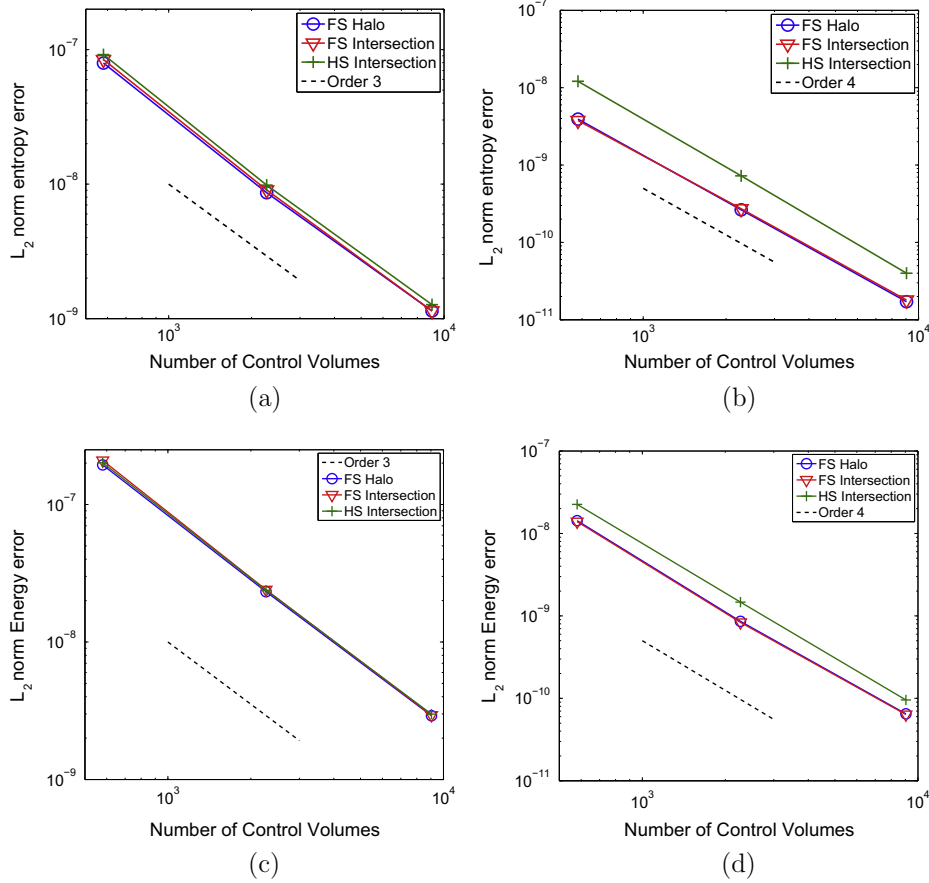 FS Halo
FS Intersection
HS Intersection
Order 3
10^-7
10^-8
10^-9
L_2 norm entropy error
10^3
10^4
Number of Control Volumes
(a)
FS Halo
FS Intersection
HS Intersection
Order 4
10^-7
10^-8
10^-9
10^-10
10^-11
L_2 norm entropy error
10^3
10^4
Number of Control Volumes
(b)
Order 3
FS Halo
FS Intersection
HS Intersection
10^-7
10^-8
10^-9
L_2 norm Energy error
10^3
10^4
Number of Control Volumes
(c)
FS Halo
FS Intersection
HS Intersection
Order 4
10^-7
10^-8
10^-9
10^-10
10^-11
L_2 norm Energy error
10^3
10^4
Number of Control Volumes
(d)